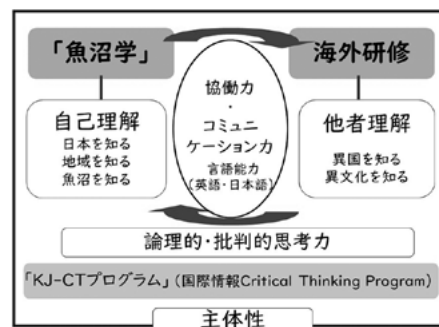 「魚沼学」
海外研修
協働力
・
コミュニ
ケーション力
言語能力
(英語・日本語)
自己理解
日本を知る
地域を知る
魚沼を知る
他者理解
異国を知る
異文化を知る
論理的・批判的思考力
「KJ-CTプログラム」(国際情報Critical Thinking Program)
主体性